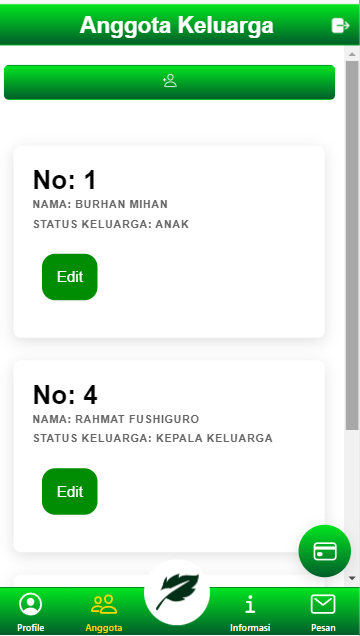 Anggota Keluarga
No: 1
NAMA: BURHAN MIHAN
STATUS KELUARGA: ANAK
Edit
No: 4
NAMA: RAHMAT FUSHIGURO
STATUS KELUARGA: KEPALA KELUARGA
Edit
Profile
Anggota
Informasi
Pesan